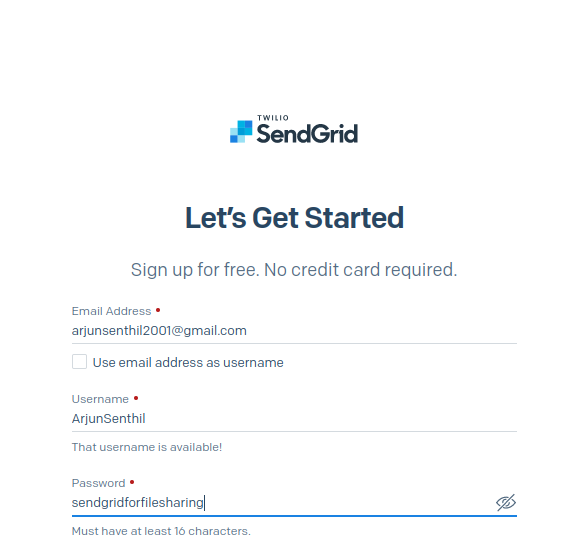 TWILIO
SendGrid
Let's Get Started
Sign up for free. No credit card required.
Email Address •
arjunsenthil2001@gmail.com
Use email address as username
Username •
ArjunSenthil
That username is available!
Password •
sendgridforfilesharing
Must have at least 16 characters.